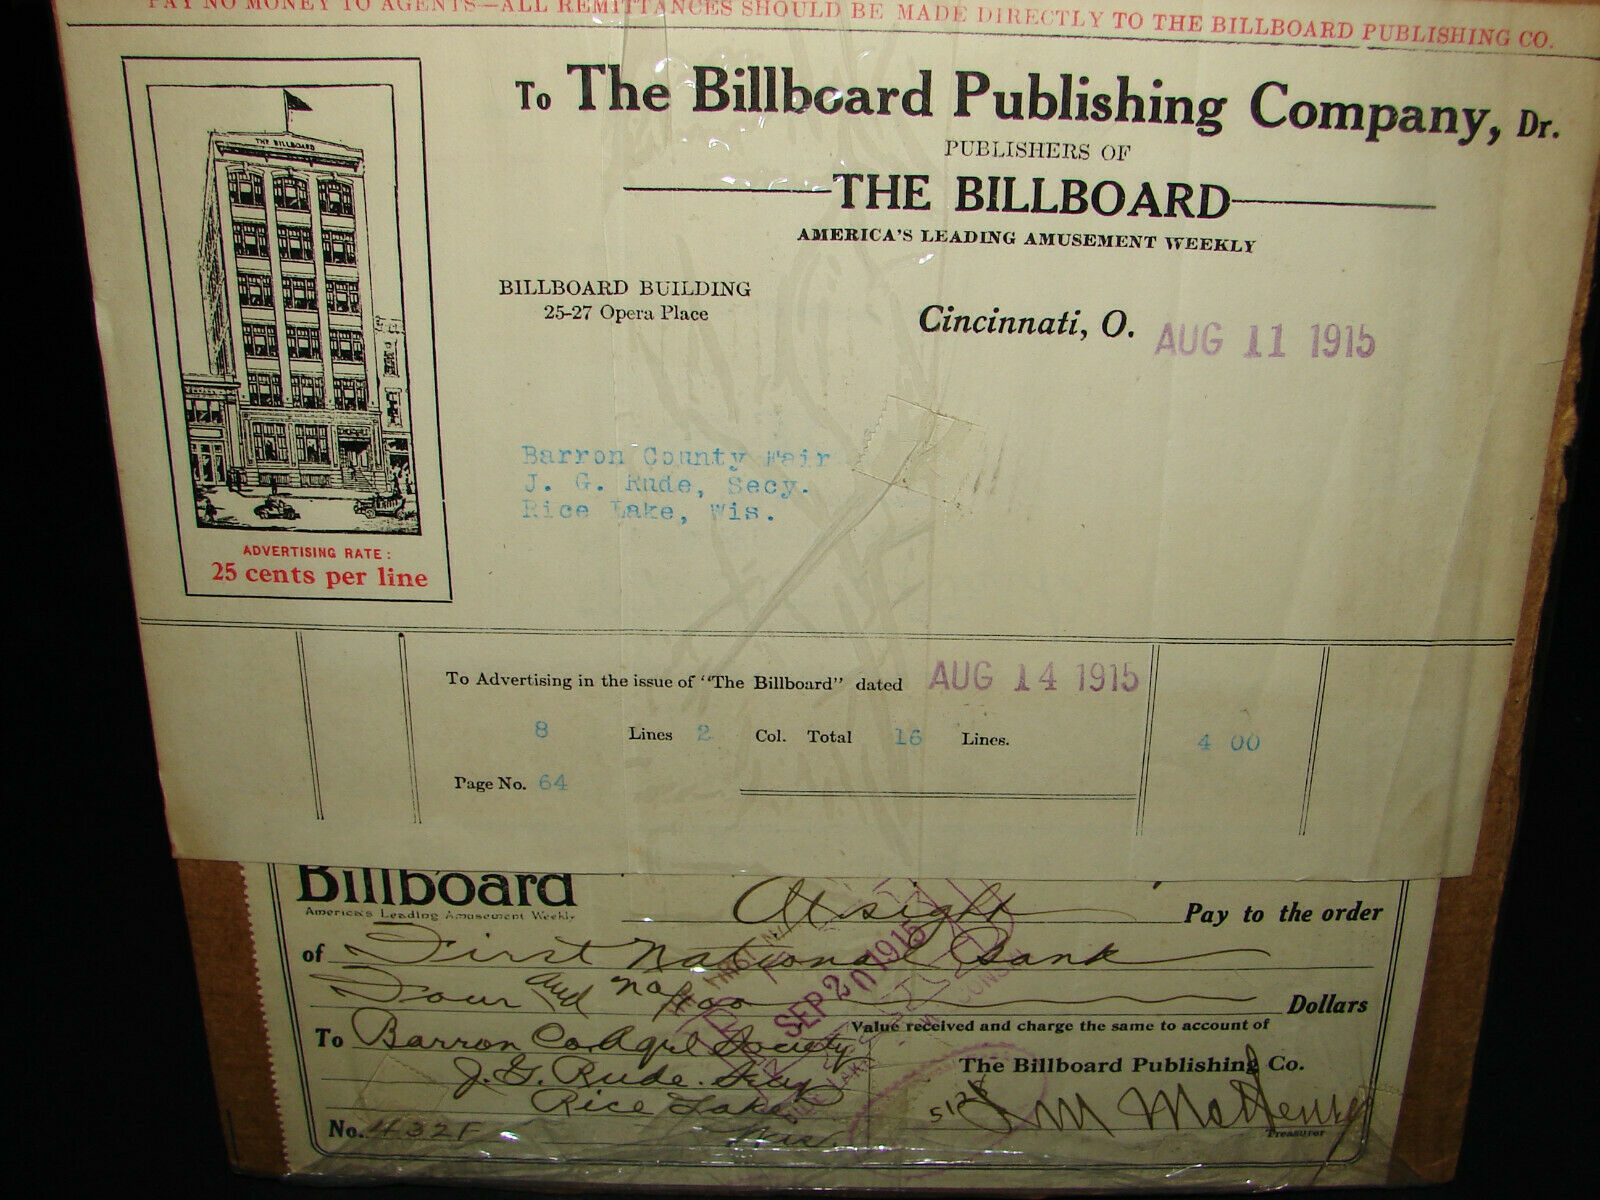 PAY NO MONEY TO AGENTS—ALL REMITTANCES SHOULD BE MADE DIRECTLY TO THE BILLBOARD PUBLISHING CO.
To The Billboard Publishing Company, Dr.
PUBLISHERS OF
THE BILLBOARD
AMERICA'S LEADING AMUSEMENT WEEKLY
THE BILLBOARD
BILLBOARD BUILDING
25-27 Opera Place
Cincinnati, O. AUG 11 1915
Barron County Fair
J. G. Rude, Secy.
Rice Lake, Wis.
ADVERTISING RATE:
25 cents per line
To Advertising in the issue of "The Billboard" dated AUG 14 1915
8 Lines 2 Col. Total 16 Lines. 4 00
Page No. 64
Billboard
America's Leading Amusement Weekly
At sight Pay to the order
of First National Bank
Four and no/100 Dollars
SEP 20 1915
Value received and charge the same to account of
To Barron Co. Agrl Society
The Billboard Publishing Co.
J. G. Rude. Secy
Rice Lake
Wis
No. 4321
Treasurer